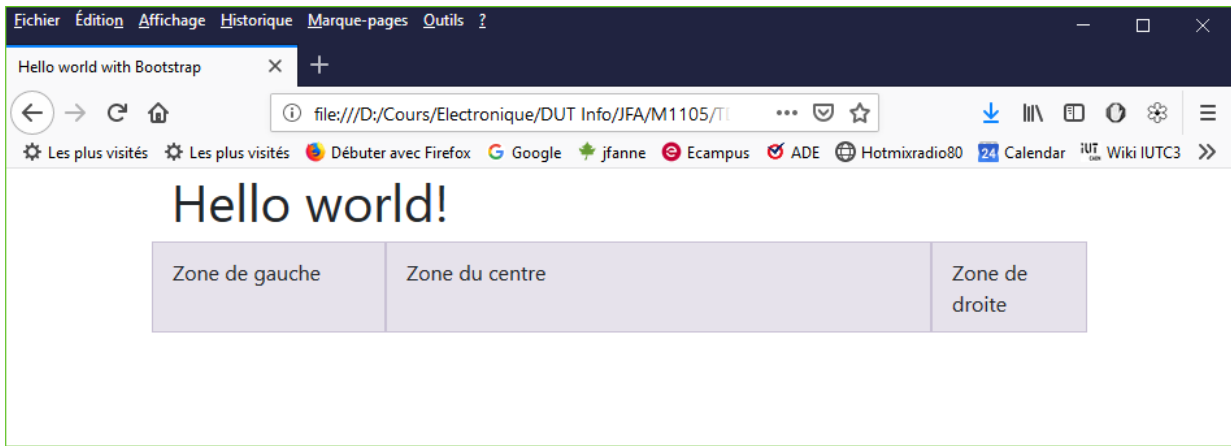 Fichier Édition Affichage Historique Marque-pages Outils ?
Hello world with Bootstrap
file:///D:/Cours/Electronique/DUT Info/JFA/M1105/
Les plus visités Les plus visités Débuter avec Firefox Google jfanne Ecampus ADE Hotmixradio80 24 Calendar Wiki IUTC3
Hello world!
Zone de gauche Zone du centre Zone de
droite